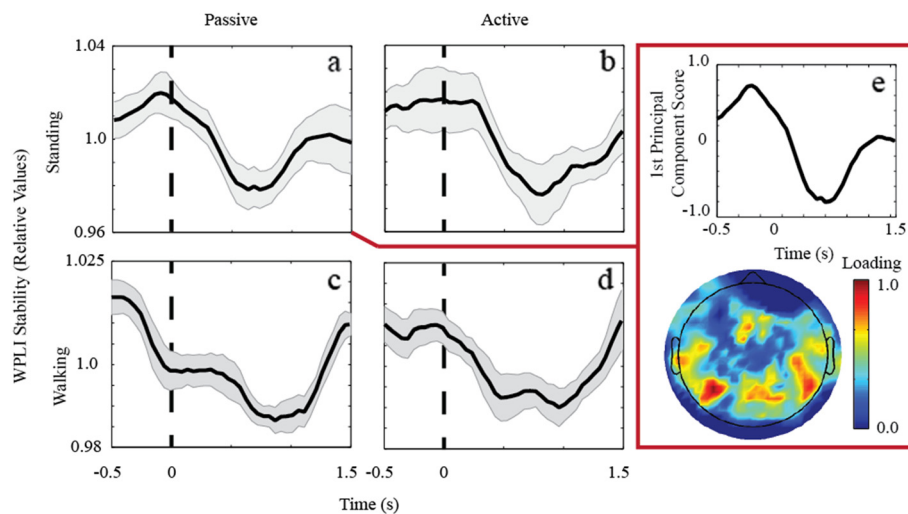 Passive
Active
WPLI Stability (Relative Values)
Standing
1.04
1.0
0.96
a
b
Walking
1.025
1.0
0.98
c
d
-0.5
0
1.5
-0.5
0
1.5
Time (s)
1st Principal
Component Score
1.0
0
-1.0
e
-0.5
0
1.5
Time (s)
Loading
1.0
0.0